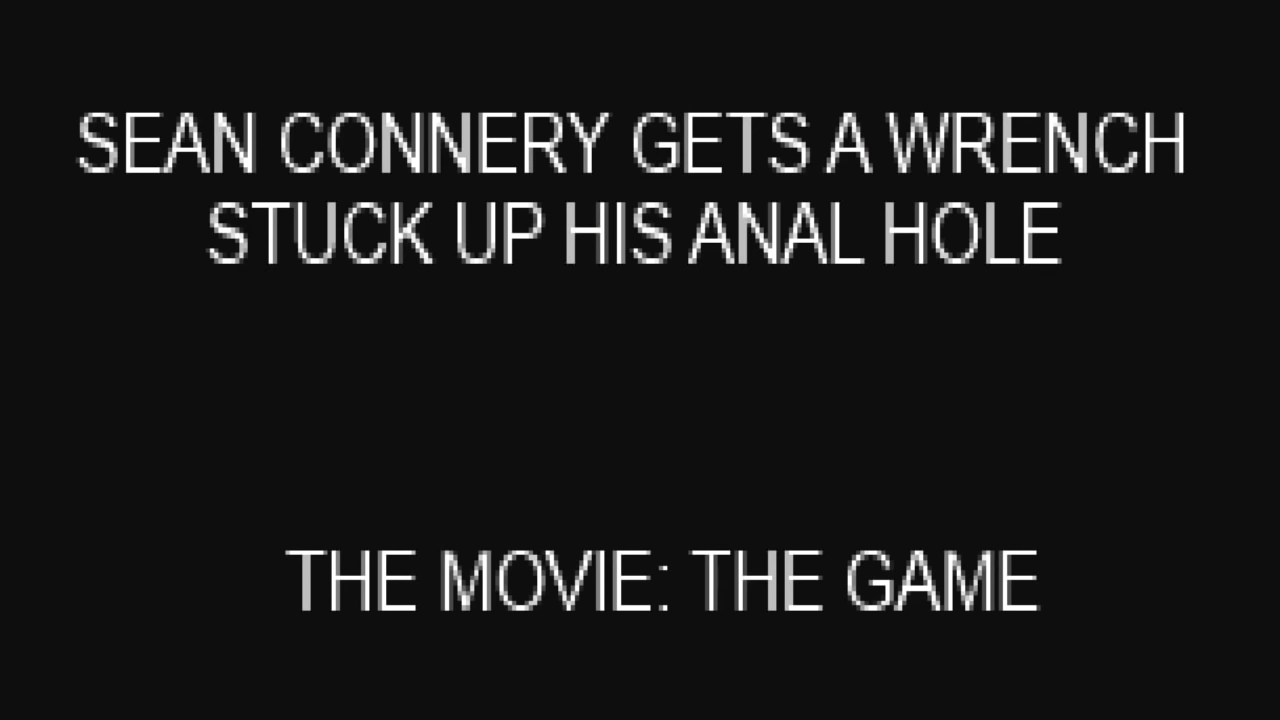 SEAN CONNERY GETS A WRENCH
STUCK UP HIS ANAL HOLE
THE MOVIE: THE GAME